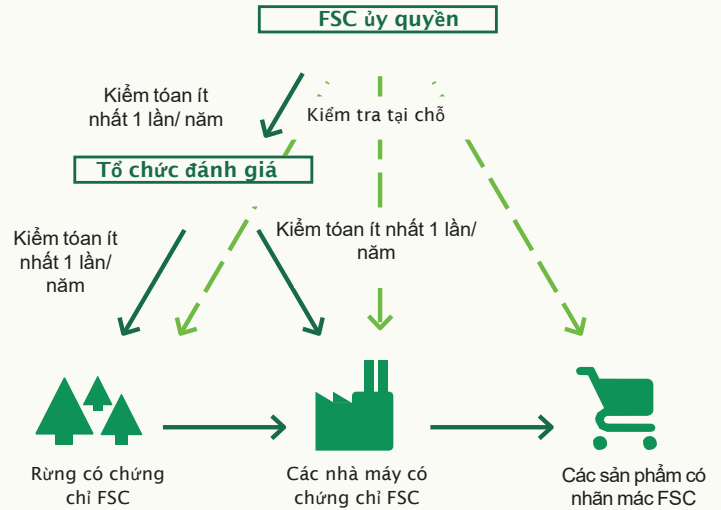 FSC ủy quyền
Kiểm tóan ít
nhất 1 lần/ năm
Kiểm tra tại chỗ
Tổ chức đánh giá
Kiểm tóan ít
nhất 1 lần/
năm
Kiểm tóan ít nhất 1 lần/
năm
Rừng có chứng
chỉ FSC
Các nhà máy có
chứng chỉ FSC
Các sản phẩm có
nhãn mác FSC